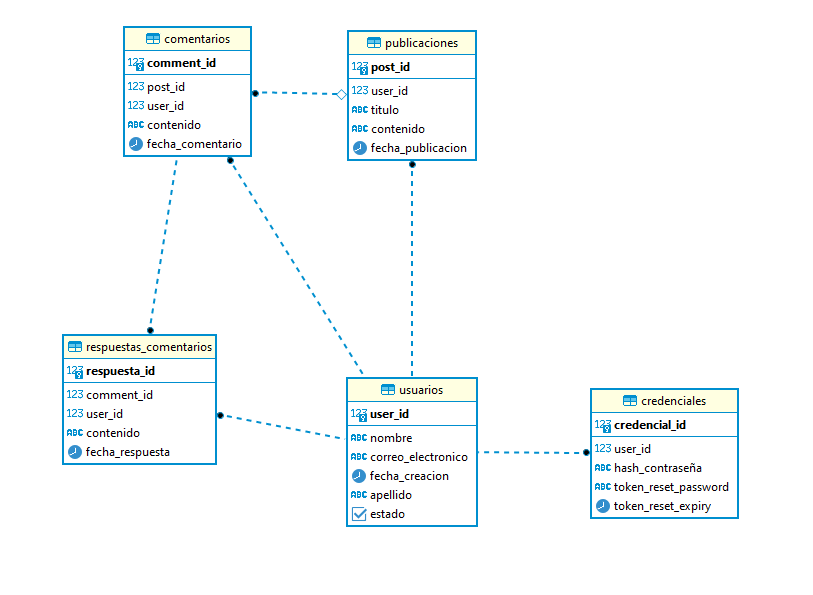 comentarios
123 comment_id
123 post_id
123 user_id
ABC contenido
fecha_comentario
publicaciones
123 post_id
123 user_id
ABC titulo
ABC contenido
fecha_publicacion
respuestas_comentarios
123 respuesta_id
123 comment_id
123 user_id
ABC contenido
fecha_respuesta
usuarios
123 user_id
ABC nombre
ABC correo_electronico
fecha_creacion
ABC apellido
estado
credenciales
123 credencial_id
123 user_id
ABC hash_contraseña
ABC token_reset_password
token_reset_expiry